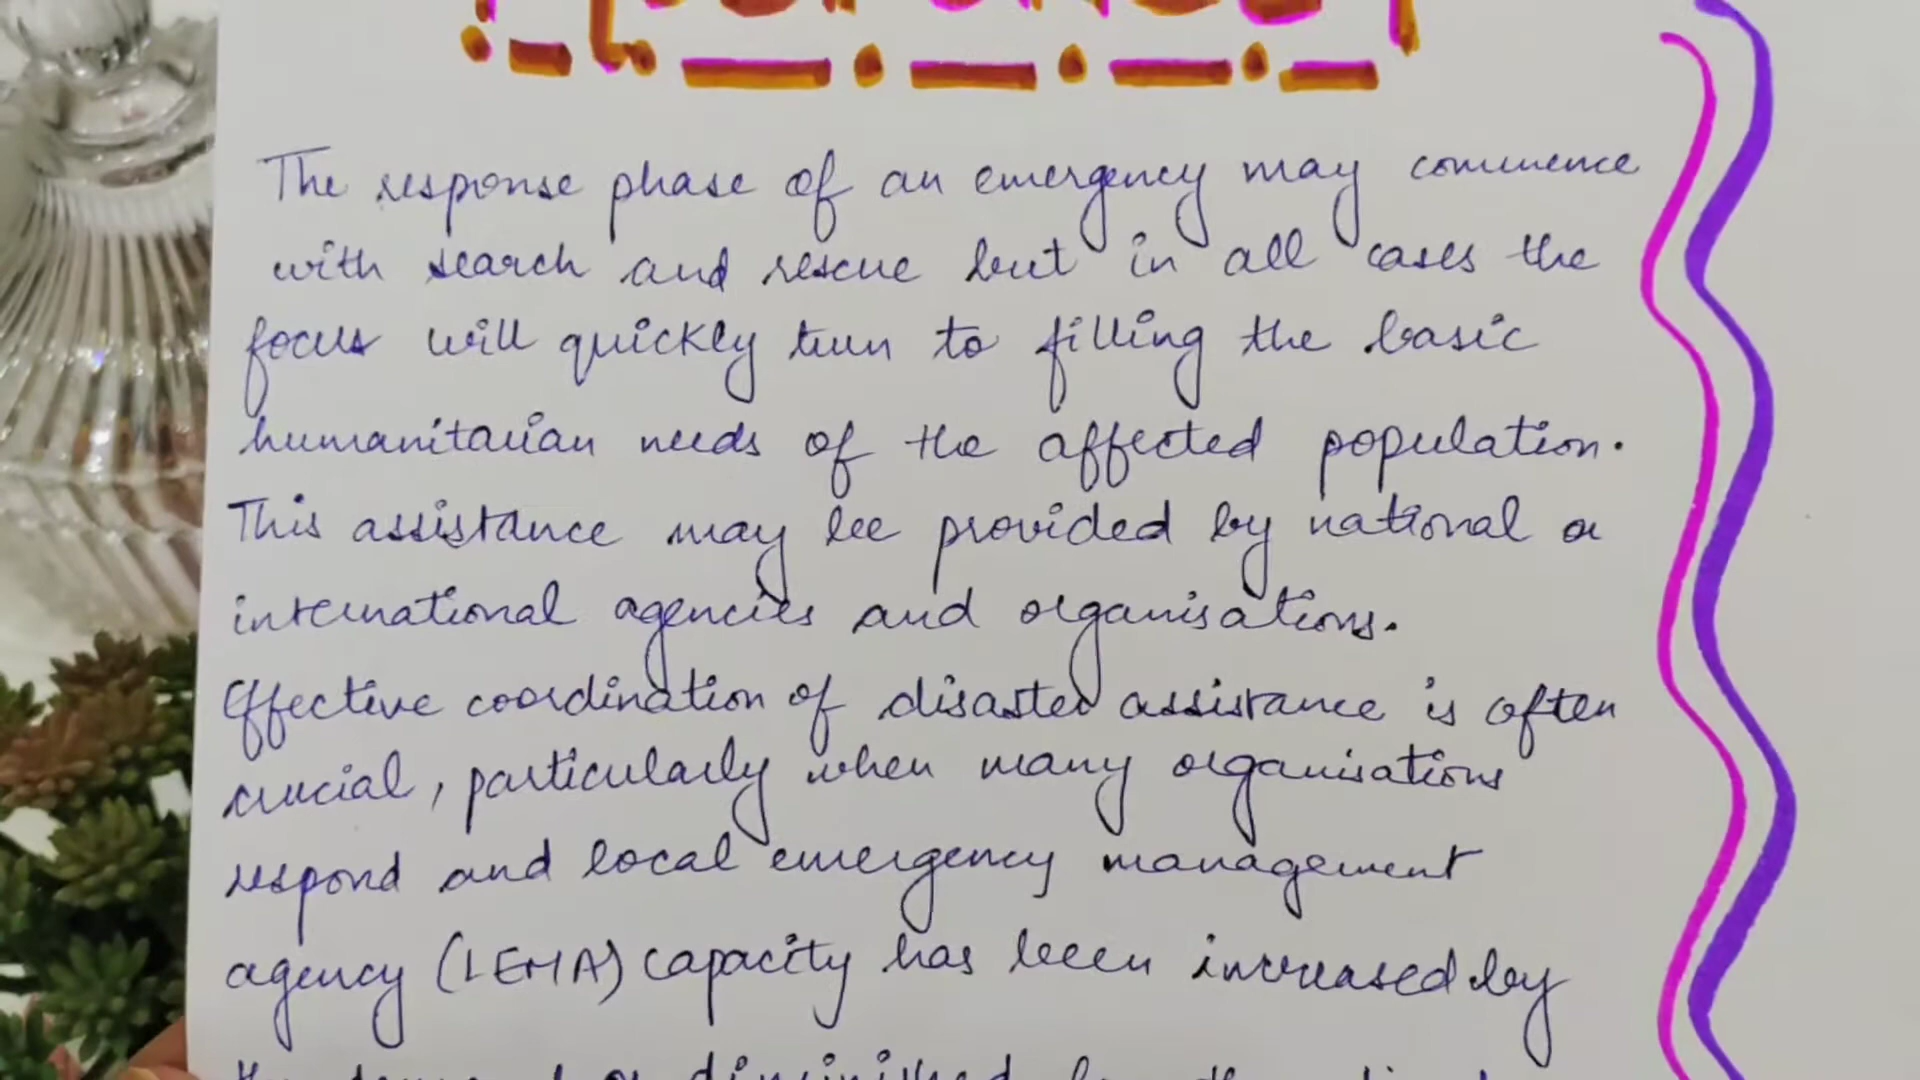 The response phase of an emergency may commence
with search and rescue but in all cases the
focus will quickly turn to filling the basic
humanitarian needs of the affected population.
This assistance may be provided by national or
international agencies and organisations.
Effective coordination of disaster assistance is often
crucial, particularly when many organisations
respond and local emergency management
agency (LEMA) capacity has been increased by
diminished by